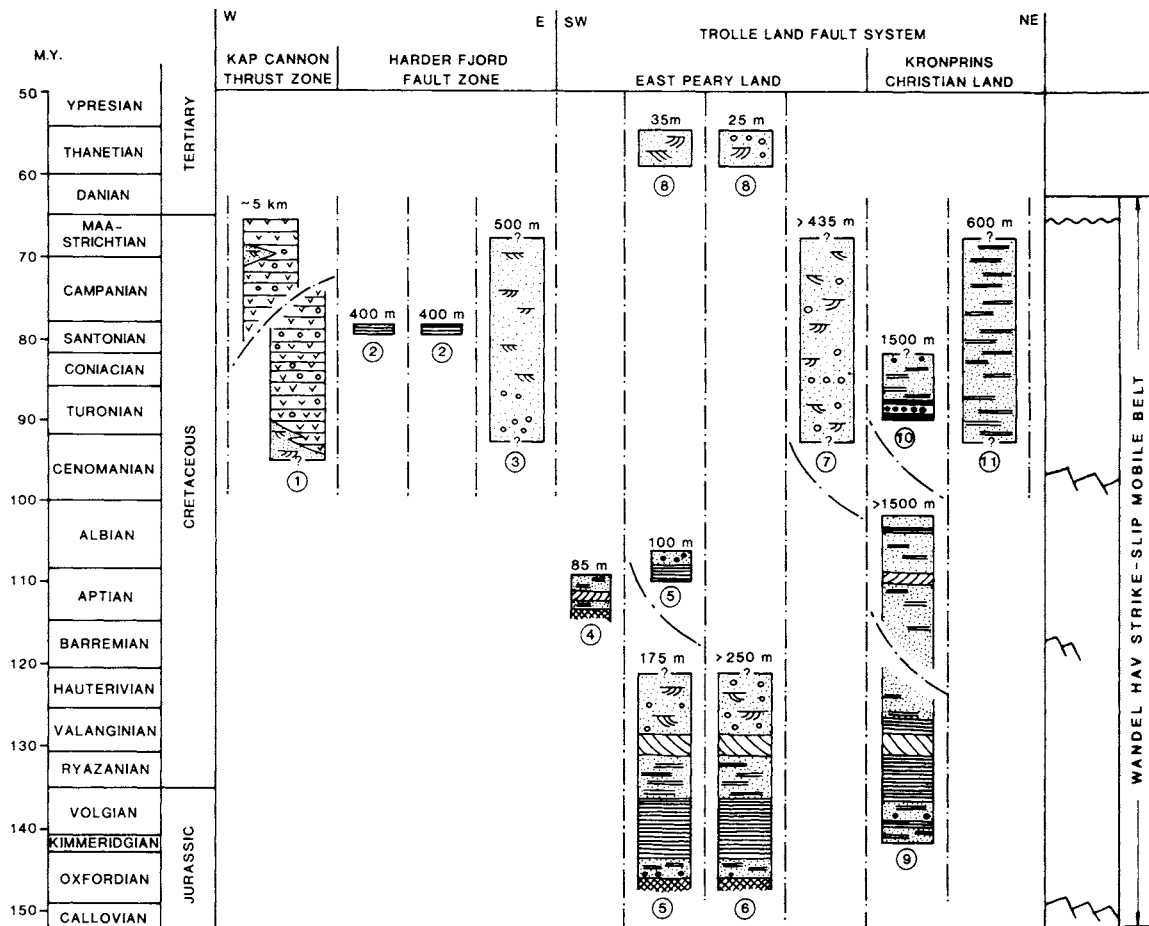 W
E
SW
NE
TROLLE LAND FAULT SYSTEM
M.Y.
KAP CANNON
THRUST ZONE
HARDER FJORD
FAULT ZONE
EAST PEARY LAND
KRONPRINS
CHRISTIAN LAND
50
60
70
80
90
100
110
120
130
140
150
YPRESIAN
THANETIAN
DANIAN
MAA-
STRICHTIAN
CAMPANIAN
SANTONIAN
CONIACIAN
TURONIAN
CENOMANIAN
ALBIAN
APTIAN
BARREMIAN
HAUTERIVIAN
VALANGINIAN
RYAZANIAN
VOLGIAN
KIMMERIDGIAN
OXFORDIAN
CALLOVIAN
TERTIARY
CRETACEOUS
JURASSIC
~5 km
?
1
400 m
2
400 m
2
500 m
?
?
3
85 m
4
35m
8
100 m
5
175 m
?
5
25 m
8
>250 m
?
6
>435 m
?
?
7
1500 m
?
10
>1500 m
9
600 m
?
?
11
WANDEL HAV STRIKE-SLIP MOBILE BELT